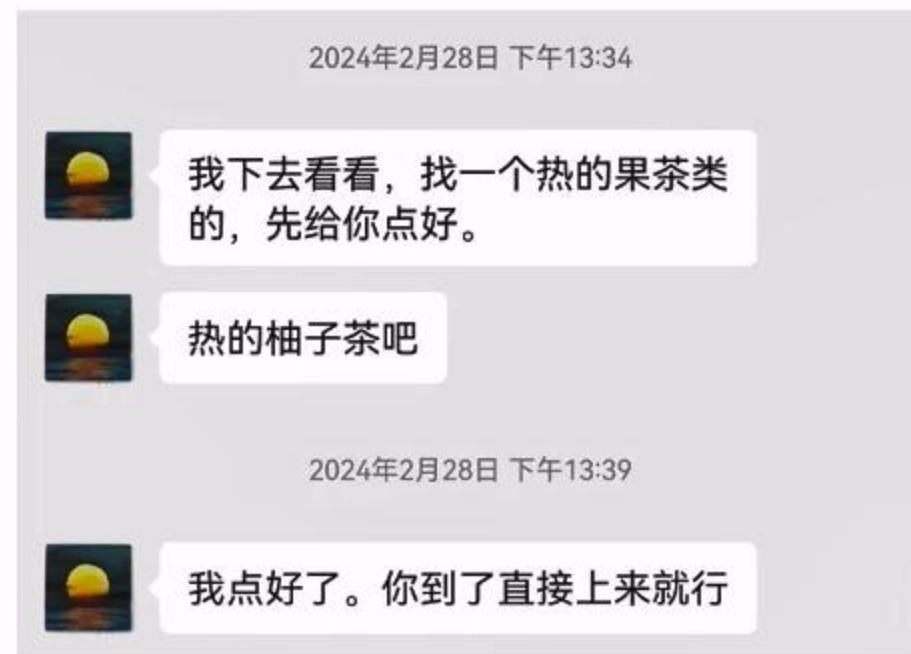 2024年2月28日 下午13:34
我下去看看，找一个热的果茶类
的，先给你点好。
热的柚子茶吧
2024年2月28日 下午13:39
我点好了。你到了直接上来就行